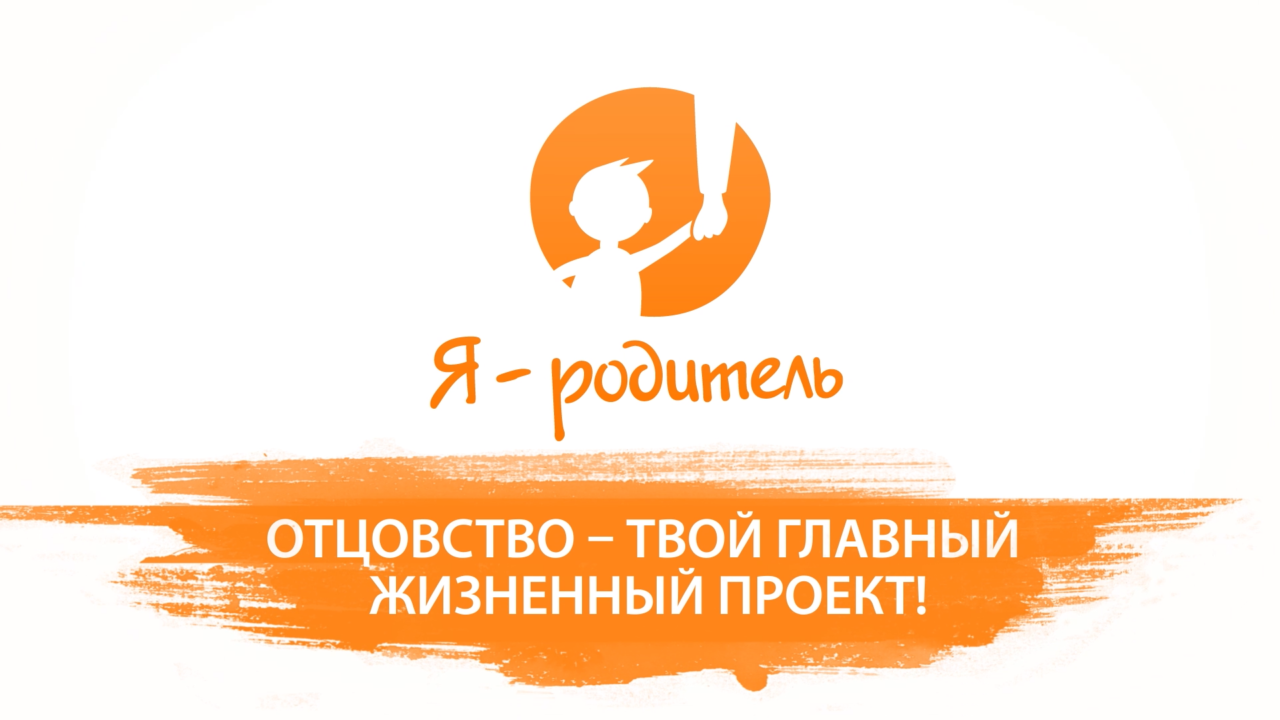 Я - родитель
ОТЦОВСТВО – ТВОЙ ГЛАВНЫЙ
ЖИЗНЕННЫЙ ПРОЕКТ!